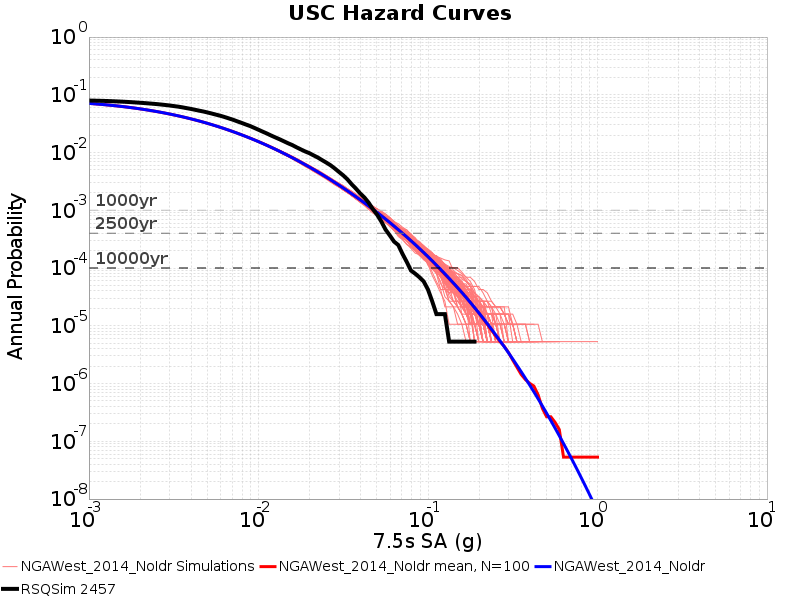 USC Hazard Curves
Annual Probability
10^0
10^-1
10^-2
10^-3
10^-4
10^-5
10^-6
10^-7
10^-8
1000yr
2500yr
10000yr
10^-3 10^-2 10^-1 10^0 10^1
7.5s SA (g)
NGAWest_2014_NoIdr Simulations NGAWest_2014_NoIdr mean, N=100 NGAWest_2014_NoIdr
RSQSim 2457